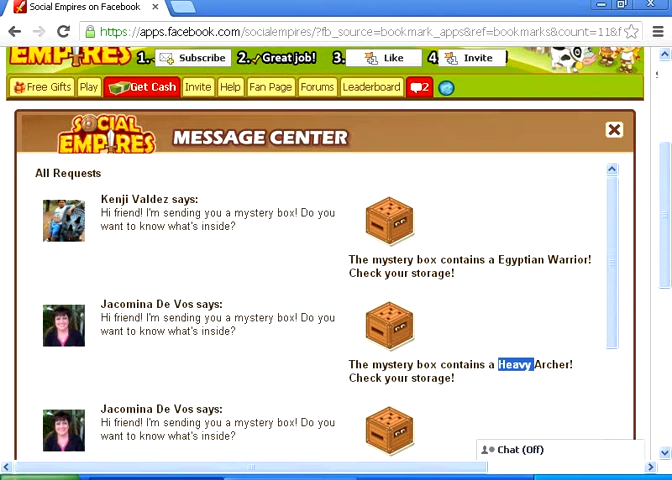 Social Empires on Facebook
https://apps.facebook.com/socialempires/?fb_source=bookmark_apps&ref=bookmarks&count=11&f
EMPIRES 1. Subscribe 2. Great job! 3. Like 4. Invite
Free Gifts Play Get Cash Invite Help Fan Page Forums Leaderboard 2
SOCIAL EMPIRES MESSAGE CENTER
All Requests
Kenji Valdez says:
Hi friend! I'm sending you a mystery box! Do you
want to know what's inside?
The mystery box contains a Egyptian Warrior!
Check your storage!
Jacomina De Vos says:
Hi friend! I'm sending you a mystery box! Do you
want to know what's inside?
The mystery box contains a Heavy Archer!
Check your storage!
Jacomina De Vos says:
Hi friend! I'm sending you a mystery box! Do you
want to know what's inside?
Chat (Off)